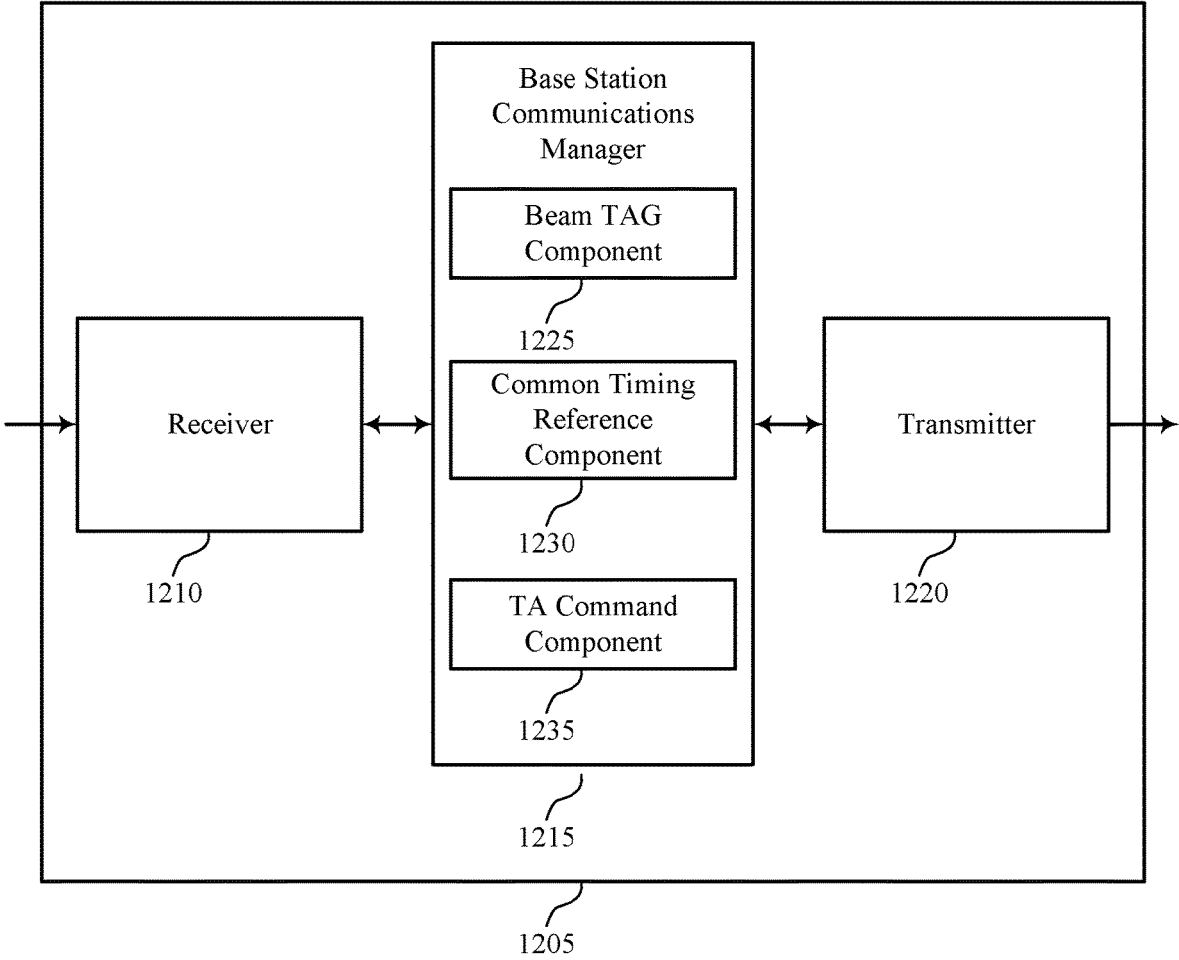 Base Station
Communications
Manager
Beam TAG
Component
1225
Receiver
1210
Common Timing
Reference
Component
1230
Transmitter
1220
TA Command
Component
1235
1215
1205